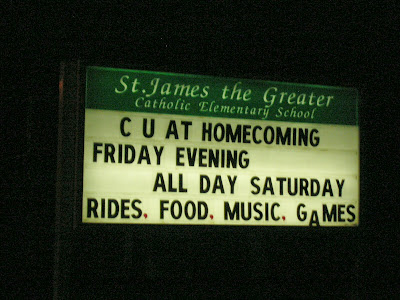 St. James the Greater
Catholic Elementary School
C U AT HOMECOMING
FRIDAY EVENING
ALL DAY SATURDAY
RIDES. FOOD. MUSIC. GAMES